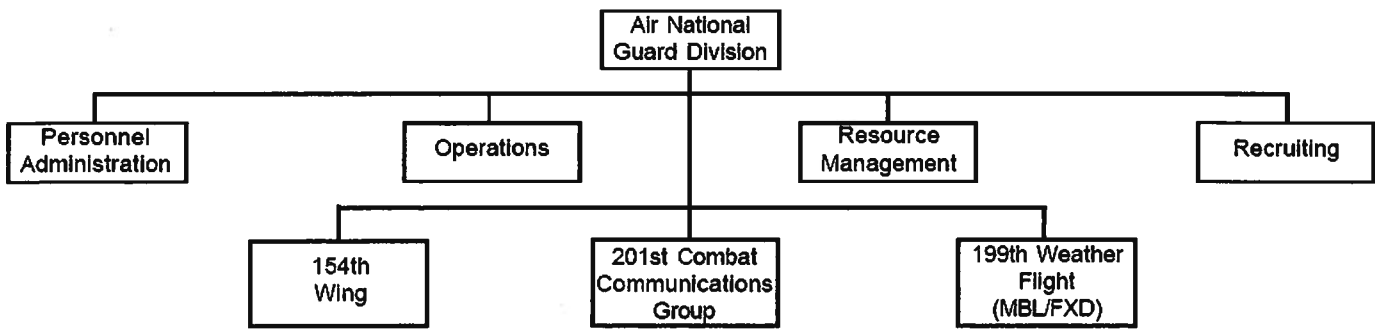 Air National
Guard Division
Personnel
Administration
Operations
Resource
Management
Recruiting
154th
Wing
201st Combat
Communications
Group
199th Weather
Flight
(MBL/FXD)